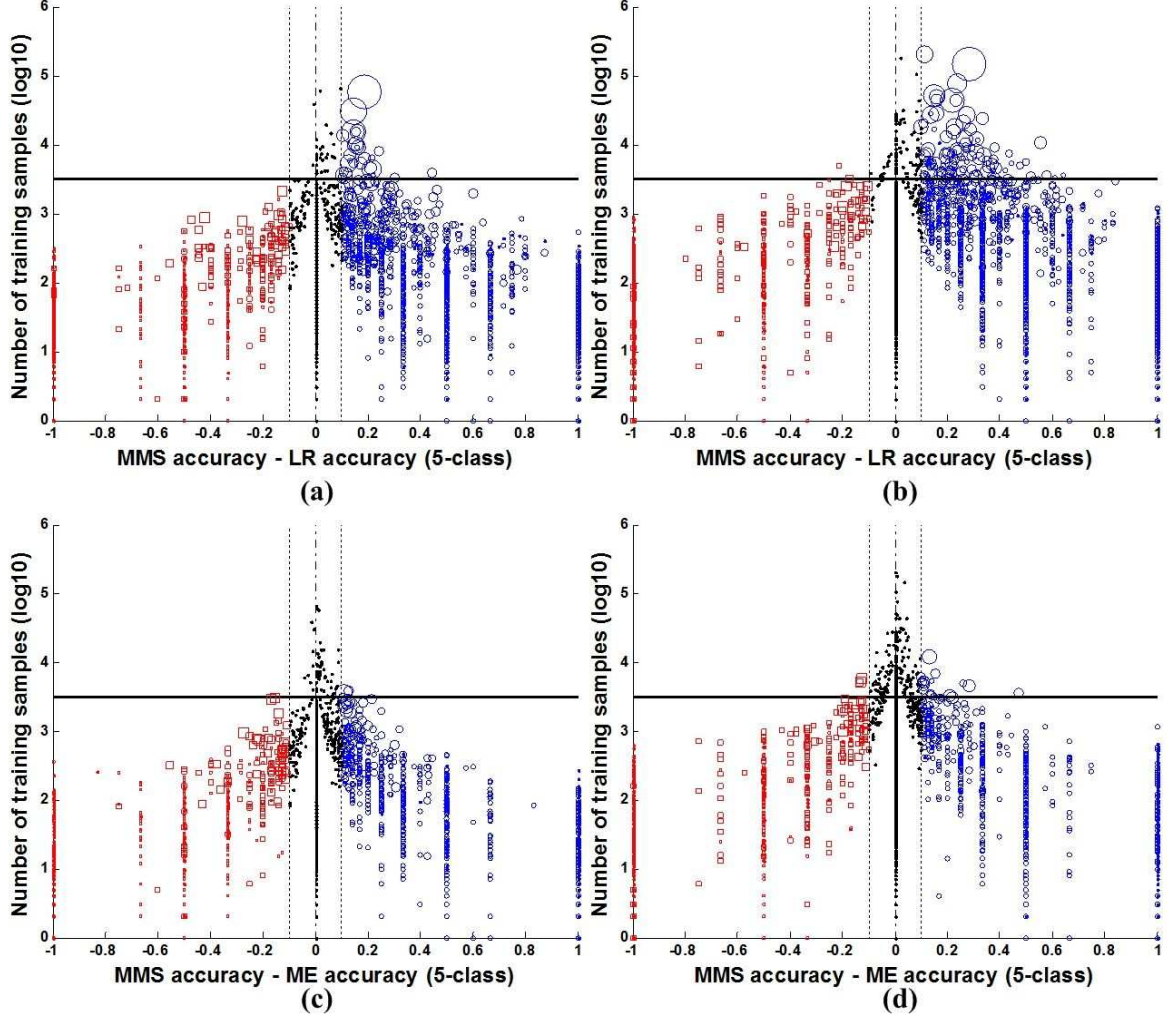 Number of training samples (log10)
6
5
4
3
2
1
0
-1 -0.8 -0.6 -0.4 -0.2 0 0.2 0.4 0.6 0.8 1
MMS accuracy - LR accuracy (5-class)
(a)
Number of training samples (log10)
6
5
4
3
2
1
0
-1 -0.8 -0.6 -0.4 -0.2 0 0.2 0.4 0.6 0.8 1
MMS accuracy - LR accuracy (5-class)
(b)
Number of training samples (log10)
6
5
4
3
2
1
0
-1 -0.8 -0.6 -0.4 -0.2 0 0.2 0.4 0.6 0.8 1
MMS accuracy - ME accuracy (5-class)
(c)
Number of training samples (log10)
6
5
4
3
2
1
0
-1 -0.8 -0.6 -0.4 -0.2 0 0.2 0.4 0.6 0.8 1
MMS accuracy - ME accuracy (5-class)
(d)